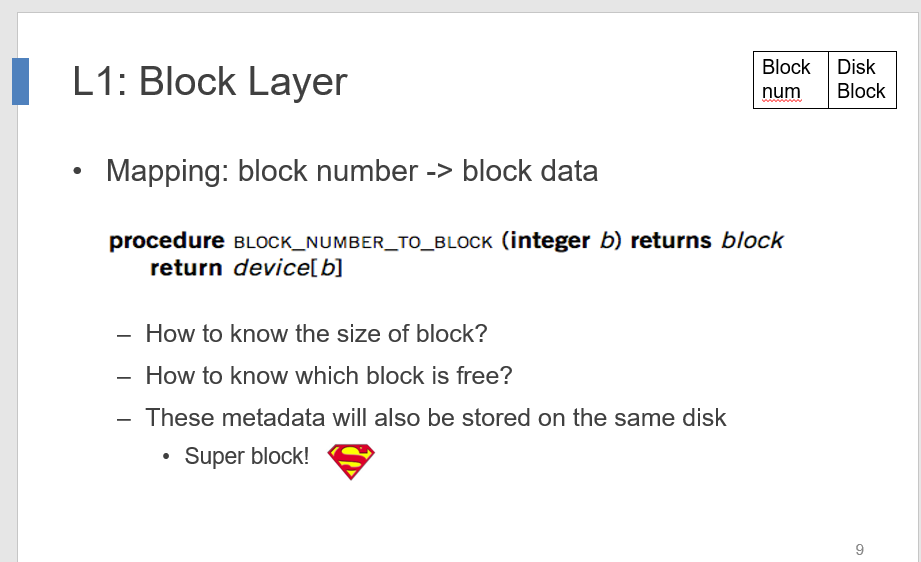 L1: Block Layer
Block num
Disk Block
• Mapping: block number -> block data
procedure BLOCK_NUMBER_TO_BLOCK (integer b) returns block
return device[b]
– How to know the size of block?
– How to know which block is free?
– These metadata will also be stored on the same disk
• Super block!
S
9